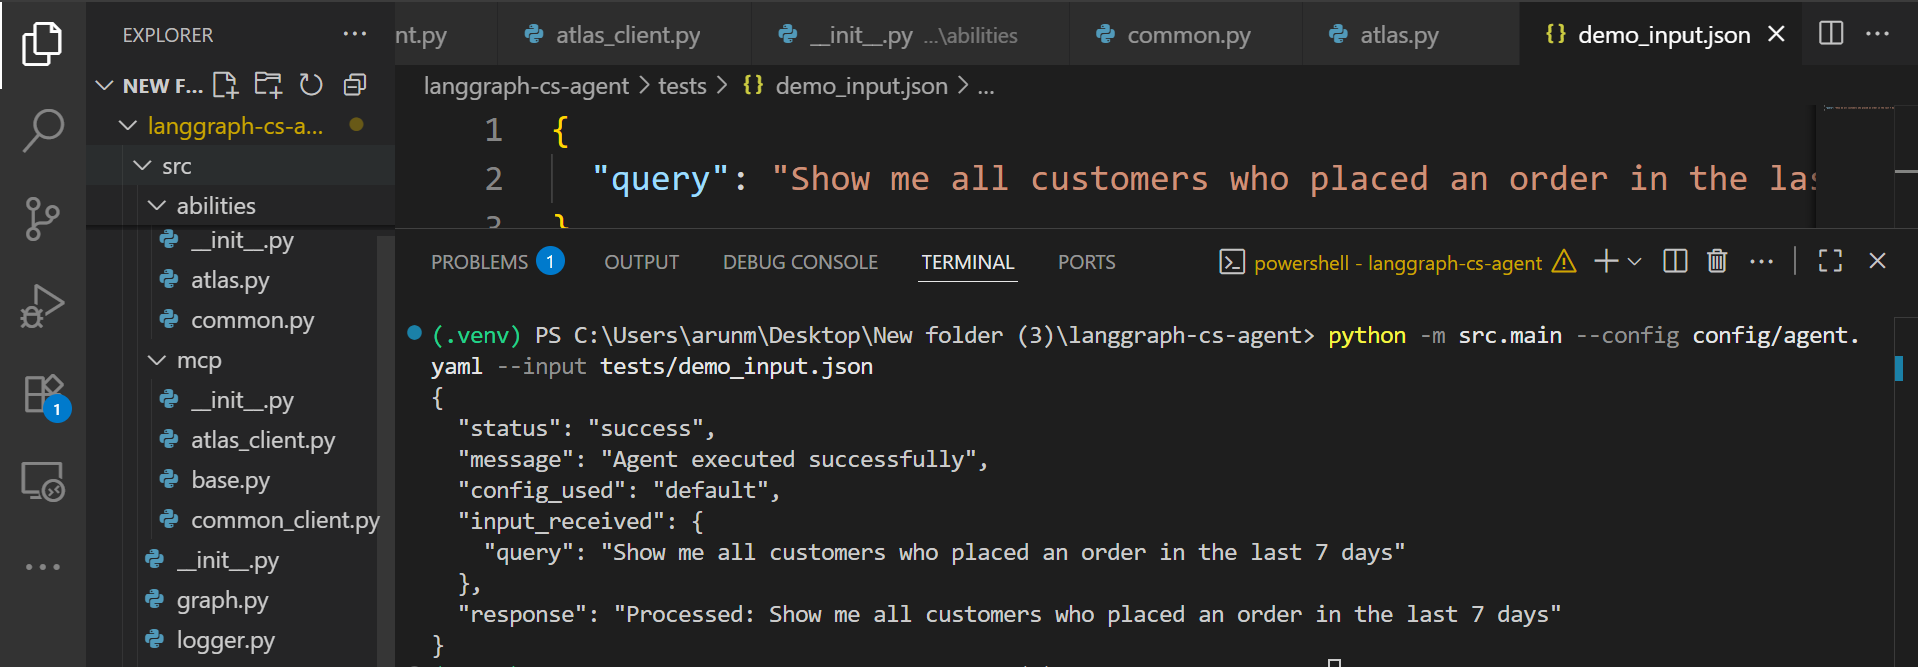 EXPLORER ...
nt.py atlas_client.py __init__.py ...\abilities common.py atlas.py {} demo_input.json
NEW F...
langgraph-cs-agent > tests > {} demo_input.json > ...
langgraph-cs-a...
src
abilities
__init__.py
atlas.py
common.py
mcp
__init__.py
atlas_client.py
base.py
common_client.py
__init__.py
graph.py
logger.py
1
1 {
2 "query": "Show me all customers who placed an order in the las
3 }
PROBLEMS 1 OUTPUT DEBUG CONSOLE TERMINAL PORTS powershell - langgraph-cs-agent
(.venv) PS C:\Users\arunm\Desktop\New folder (3)\langgraph-cs-agent> python -m src.main --config config/agent.
yaml --input tests/demo_input.json
{
"status": "success",
"message": "Agent executed successfully",
"config_used": "default",
"input_received": {
"query": "Show me all customers who placed an order in the last 7 days"
},
"response": "Processed: Show me all customers who placed an order in the last 7 days"
}